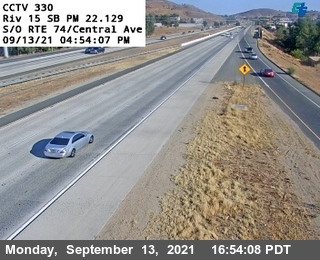 CCTV 330
Riv 15 SB PM 22.129
S/O RTE 74/Central Ave
09/13/21 04:54:07 PM
Monday, September 13, 2021 16:54:08 PDT